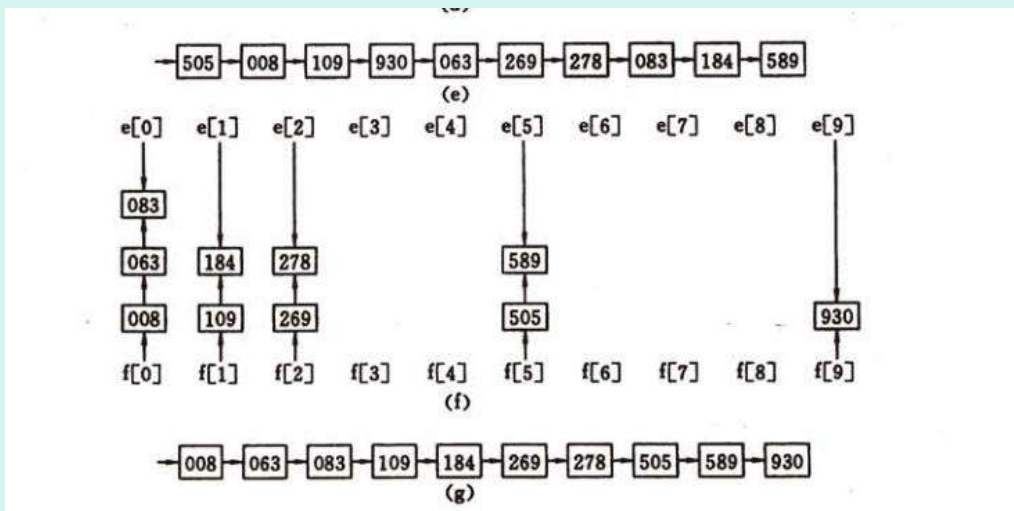 505 008 109 930 063 269 278 083 184 589
(e)
e[0] e[1] e[2] e[3] e[4] e[5] e[6] e[7] e[8] e[9]
083
063 184 278 589
008 109 269 505 930
f[0] f[1] f[2] f[3] f[4] f[5] f[6] f[7] f[8] f[9]
(f)
008 063 083 109 184 269 278 505 589 930
(g)